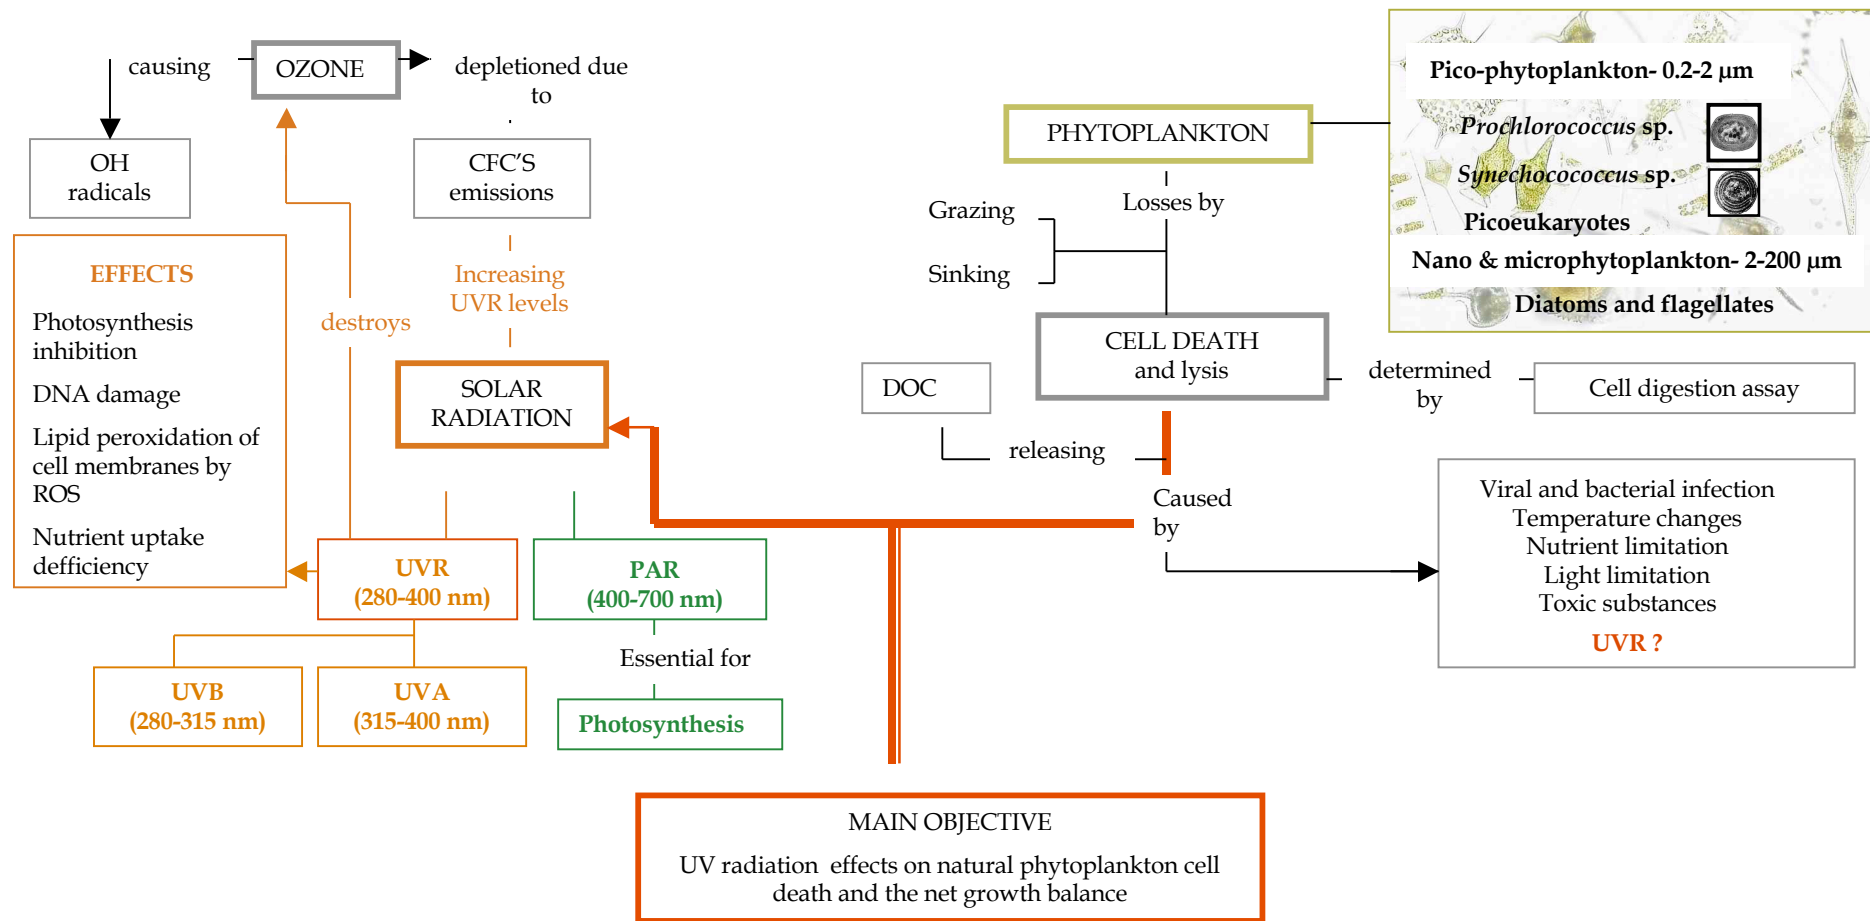 causing
OZONE
depletioned due
to
OH
radicals
CFC'S
emissions
EFFECTS
Photosynthesis
inhibition
DNA damage
Lipid peroxidation of
cell membranes by
ROS
Nutrient uptake
defficiency
destroys
Increasing
UVR levels
SOLAR
RADIATION
UVR
(280-400 nm)
PAR
(400-700 nm)
UVB
(280-315 nm)
UVA
(315-400 nm)
Essential for
Photosynthesis
PHYTOPLANKTON
Losses by
Grazing
Sinking
CELL DEATH
and lysis
DOC
releasing
determined
by
Cell digestion assay
Caused
by
Viral and bacterial infection
Temperature changes
Nutrient limitation
Light limitation
Toxic substances
UVR ?
Pico-phytoplankton- 0.2-2 µm
Prochlorococcus sp.
Synechocococcus sp.
Picoeukaryotes
Nano & microphytoplankton- 2-200 µm
Diatoms and flagellates
MAIN OBJECTIVE
UV radiation effects on natural phytoplankton cell
death and the net growth balance